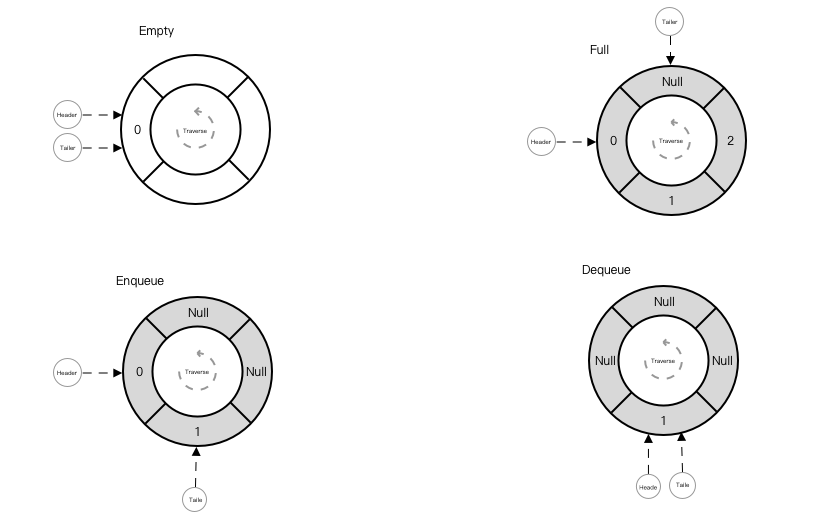 Empty
Header
Tailer
0
Traverse
Tailer
Full
Header
Null
0
Traverse
2
1
Enqueue
Header
Null
0
Traverse
Null
1
Taile
Dequeue
Null
Null
Traverse
Null
1
Heade
Taile